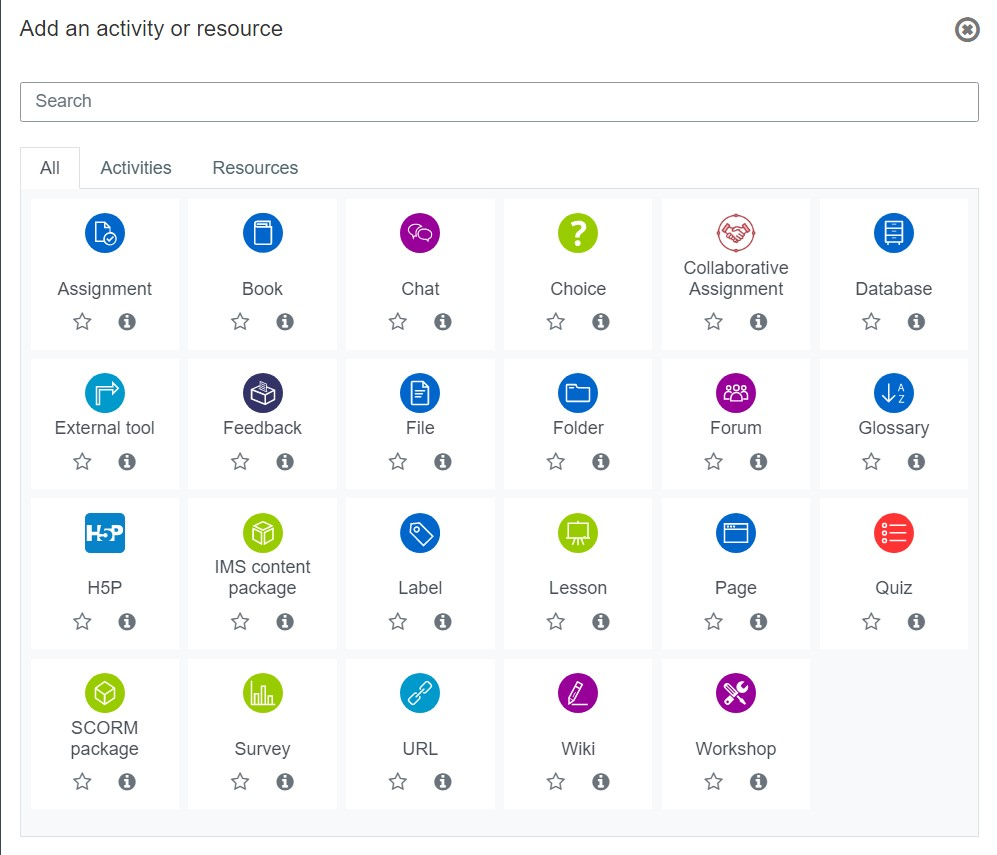 Add an activity or resource
Search
All Activities Resources
Assignment Book Chat Choice Collaborative Assignment Database
External tool Feedback File Folder Forum Glossary
A
Z
H5P
H5P IMS content package Label Lesson Page Quiz
SCORM package Survey URL Wiki Workshop